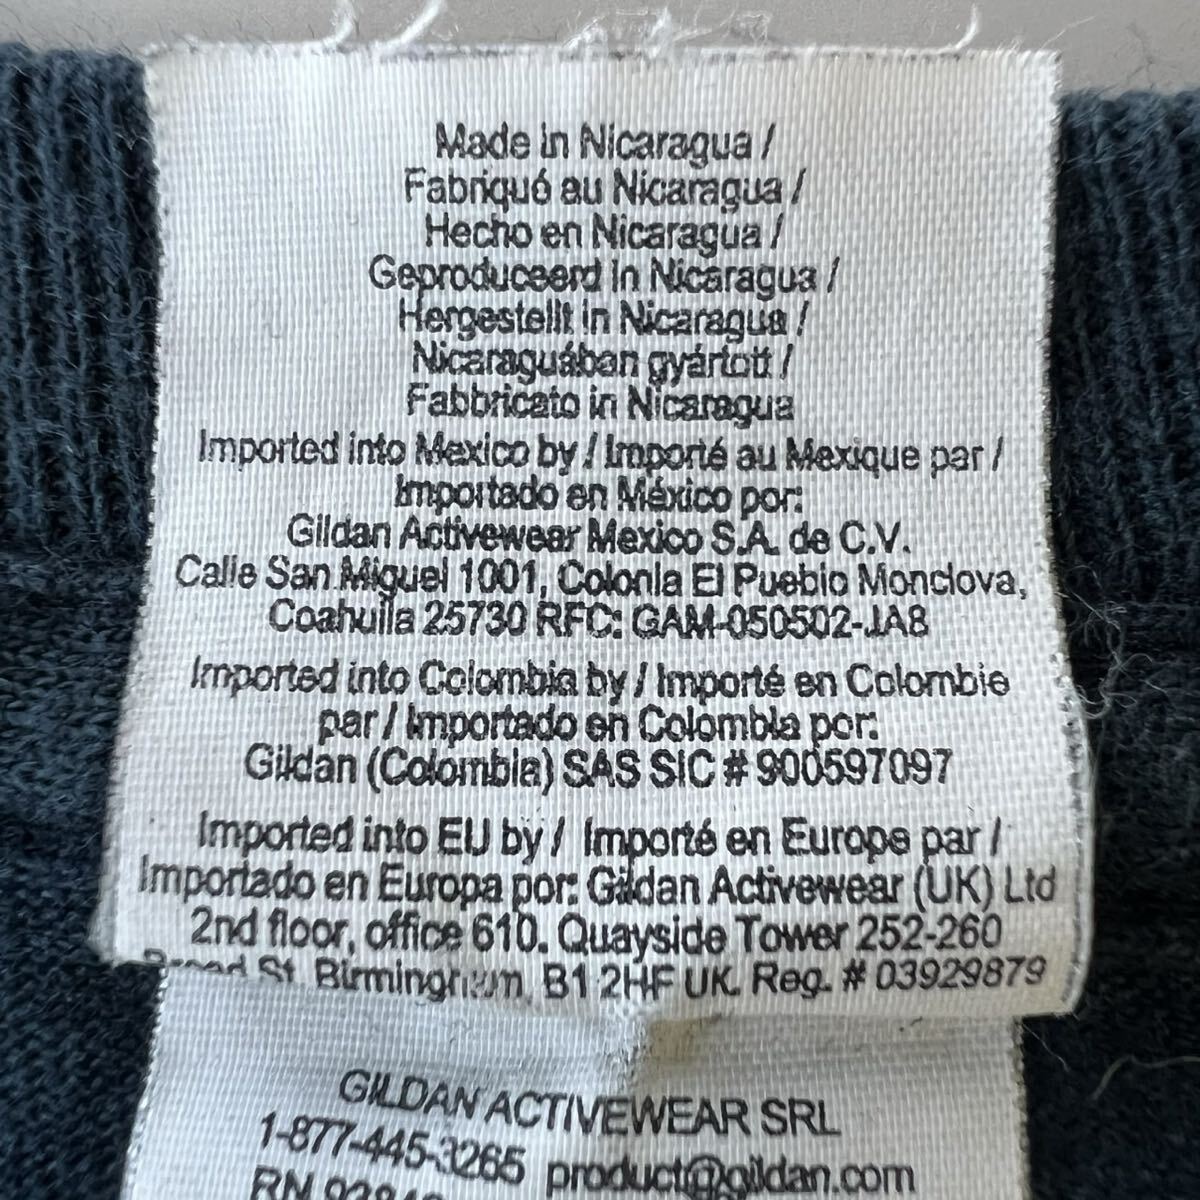 Made in Nicaragua /
Fabriqué au Nicaragua /
Hecho en Nicaragua /
Geproduceerd in Nicaragua /
Hergestellt in Nicaragua /
Nicaraguában gyártott /
Fabbricato in Nicaragua
Imported into Mexico by / Importé au Mexique par /
Importado en México por:
Gildan Activewear Mexico S.A. de C.V.
Calle San Miguel 1001, Colonia El Pueblo Monclova,
Coahuila 25730 RFC: GAM-050502-JA8
Imported into Colombia by / Importé en Colombie
par / Importado en Colombia por:
Gildan (Colombia) SAS SIC # 900597097
Imported into EU by / Importé en Europe par /
Importado en Europa por: Gildan Activewear (UK) Ltd
2nd floor, office 610. Quayside Tower 252-260
Broad St. Birmingham, B1 2HF UK. Reg. # 03929879
GILDAN ACTIVEWEAR SRL
1-877-445-3265 product@gildan.com
RN